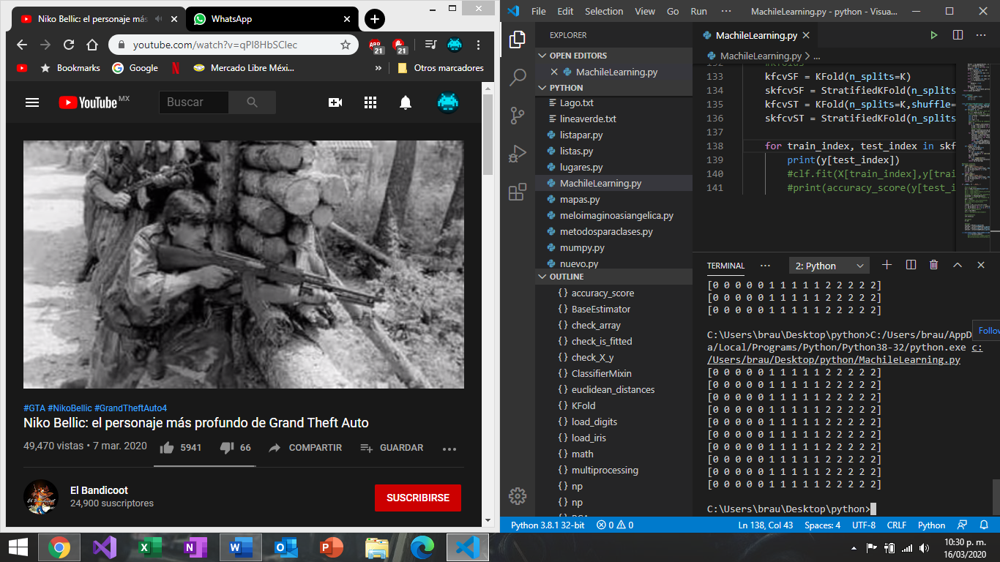 Niko Bellic: el personaje más
WhatsApp
youtube.com/watch?v=qPI8HbSCIec
ABP
21
21
Bookmarks
Google
Mercado Libre Méxi...
»
Otros marcadores
YouTube MX
Buscar
#GTA #NikoBellic #GrandTheftAuto4
Niko Bellic: el personaje más profundo de Grand Theft Auto
49,470 vistas • 7 mar. 2020
5941
66
COMPARTIR
GUARDAR
El Bandicoot
24,900 suscriptores
SUSCRIBIRSE
File Edit Selection View Go Run ··· MachileLearning.py - python - Visua...
EXPLORER
OPEN EDITORS
MachileLearning.py
PYTHON
Lago.txt
lineaverde.txt
listapar.py
listas.py
lugares.py
MachileLearning.py
mapas.py
meloimaginoasiangelica.py
metodosparaclases.py
mumpy.py
nuevo.py
OUTLINE
{} accuracy_score
{} BaseEstimator
{} check_array
{} check_is_fitted
{} check_X_y
{} ClassifierMixin
{} euclidean_distances
{} KFold
{} load_digits
{} load_iris
{} math
{} multiprocessing
{} np
{} np
MachileLearning.py
MachileLearning.py > ...
132 #kfolds
133 kfcvSF = KFold(n_splits=K)
134 skfcvSF = StratifiedKFold(n_splits
135 kfcvST = KFold(n_splits=K,shuffle=
136 skfcvST = StratifiedKFold(n_splits
137
138 for train_index, test_index in skf
139 print(y[test_index])
140 #clf.fit(X[train_index],y[trai
141 #print(accuracy_score(y[test_i
TERMINAL ··· 2: Python
[0 0 0 0 0 1 1 1 1 1 2 2 2 2 2]
[0 0 0 0 0 1 1 1 1 1 2 2 2 2 2]
[0 0 0 0 0 1 1 1 1 1 2 2 2 2 2]
Follow
C:\Users\brau\Desktop\python>C:/Users/brau/AppD
a/Local/Programs/Python/Python38-32/python.exe c:
/Users/brau/Desktop/python/MachileLearning.py
[0 0 0 0 0 1 1 1 1 1 2 2 2 2 2]
[0 0 0 0 0 1 1 1 1 1 2 2 2 2 2]
[0 0 0 0 0 1 1 1 1 1 2 2 2 2 2]
[0 0 0 0 0 1 1 1 1 1 2 2 2 2 2]
[0 0 0 0 0 1 1 1 1 1 2 2 2 2 2]
[0 0 0 0 0 1 1 1 1 1 2 2 2 2 2]
[0 0 0 0 0 1 1 1 1 1 2 2 2 2 2]
[0 0 0 0 0 1 1 1 1 1 2 2 2 2 2]
[0 0 0 0 0 1 1 1 1 1 2 2 2 2 2]
[0 0 0 0 0 1 1 1 1 1 2 2 2 2 2]
C:\Users\brau\Desktop\python>
Python 3.8.1 32-bit 0 0 Ln 138, Col 43 Spaces: 4 UTF-8 CRLF Python
10:30 p. m.
16/03/2020